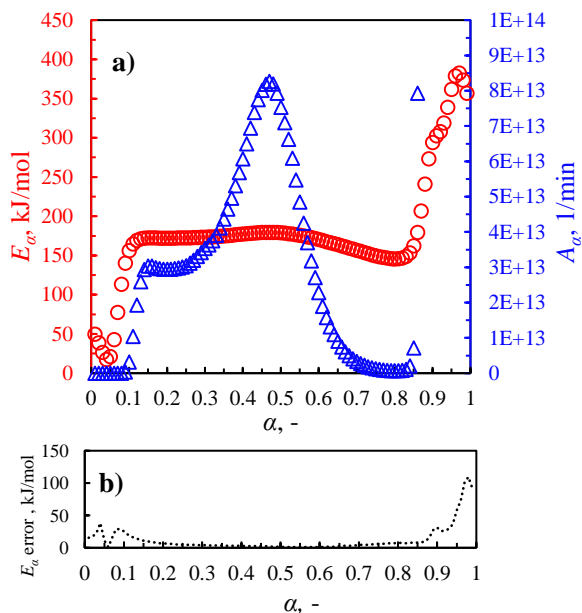 a)
450
400
350
300
250
200
150
100
50
0
Eα, kJ/mol
1E+14
9E+13
8E+13
7E+13
6E+13
5E+13
4E+13
3E+13
2E+13
1E+13
0
Aα, 1/min
0 0.1 0.2 0.3 0.4 0.5 0.6 0.7 0.8 0.9 1
α, -
b)
150
100
50
0
Eα error , kJ/mol
0 0.1 0.2 0.3 0.4 0.5 0.6 0.7 0.8 0.9 1
α, -